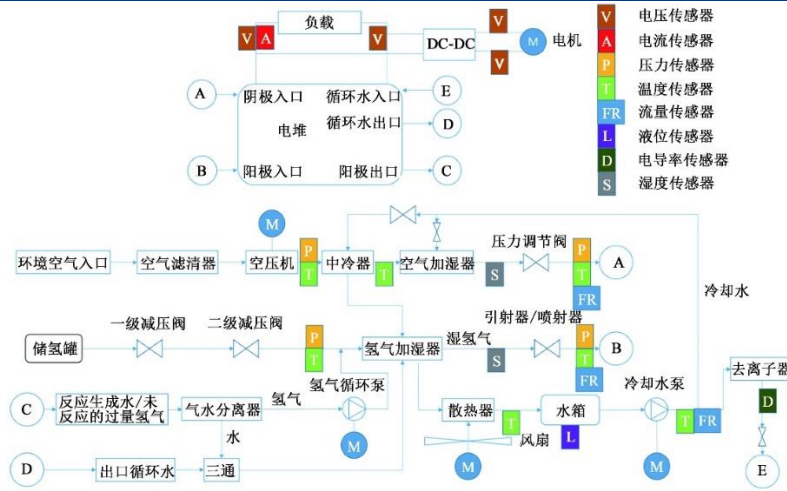 负载
V
A
V
V
DC-DC
M
电机
V
V
电压传感器
A
电流传感器
P
压力传感器
T
温度传感器
FR
流量传感器
L
液位传感器
D
电导率传感器
S
湿度传感器
A
阴极入口
循环水入口
E
电堆
循环水出口
D
B
阳极入口
阳极出口
C
M
环境空气入口
空气滤清器
空压机
P
T
中冷器
T
空气加湿器
S
压力调节阀
P
T
FR
A
冷却水
储氢罐
一级减压阀
二级减压阀
P
T
氢气加湿器
湿氢气
S
引射器/喷射器
P
T
FR
B
C
反应生成水/未
反应的过量氢气
气水分离器
氢气
氢气循环泵
M
水
散热器
T
风扇
M
水箱
L
冷却水泵
M
T
FR
去离子器
D
E
D
出口循环水
三通